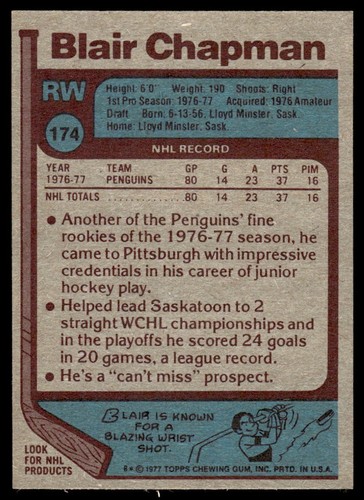 Blair Chapman
RW
174
Height: 6'0" Weight: 190 Shoots: Right
1st Pro Season: 1976-77 Acquired: 1976 Amateur
Draft Born: 6-13-56, Lloyd Minster, Sask.
Home: Lloyd Minster, Sask.
NHL RECORD
YEAR TEAM GP G A PTS PIM
1976-77 PENGUINS 80 14 23 37 16
NHL TOTALS 80 14 23 37 16
• Another of the Penguins' fine
rookies of the 1976-77 season, he
came to Pittsburgh with impressive
credentials in his career of junior
hockey play.
• Helped lead Saskatoon to 2
straight WCHL championships and
in the playoffs he scored 24 goals
in 20 games, a league record.
• He's a "can't miss" prospect.
BLAIR IS KNOWN
FOR A
BLAZING WRIST
SHOT.
LOOK
FOR NHL
PRODUCTS
6* © 1977 TOPPS CHEWING GUM, INC. PRTD. IN U.S.A.